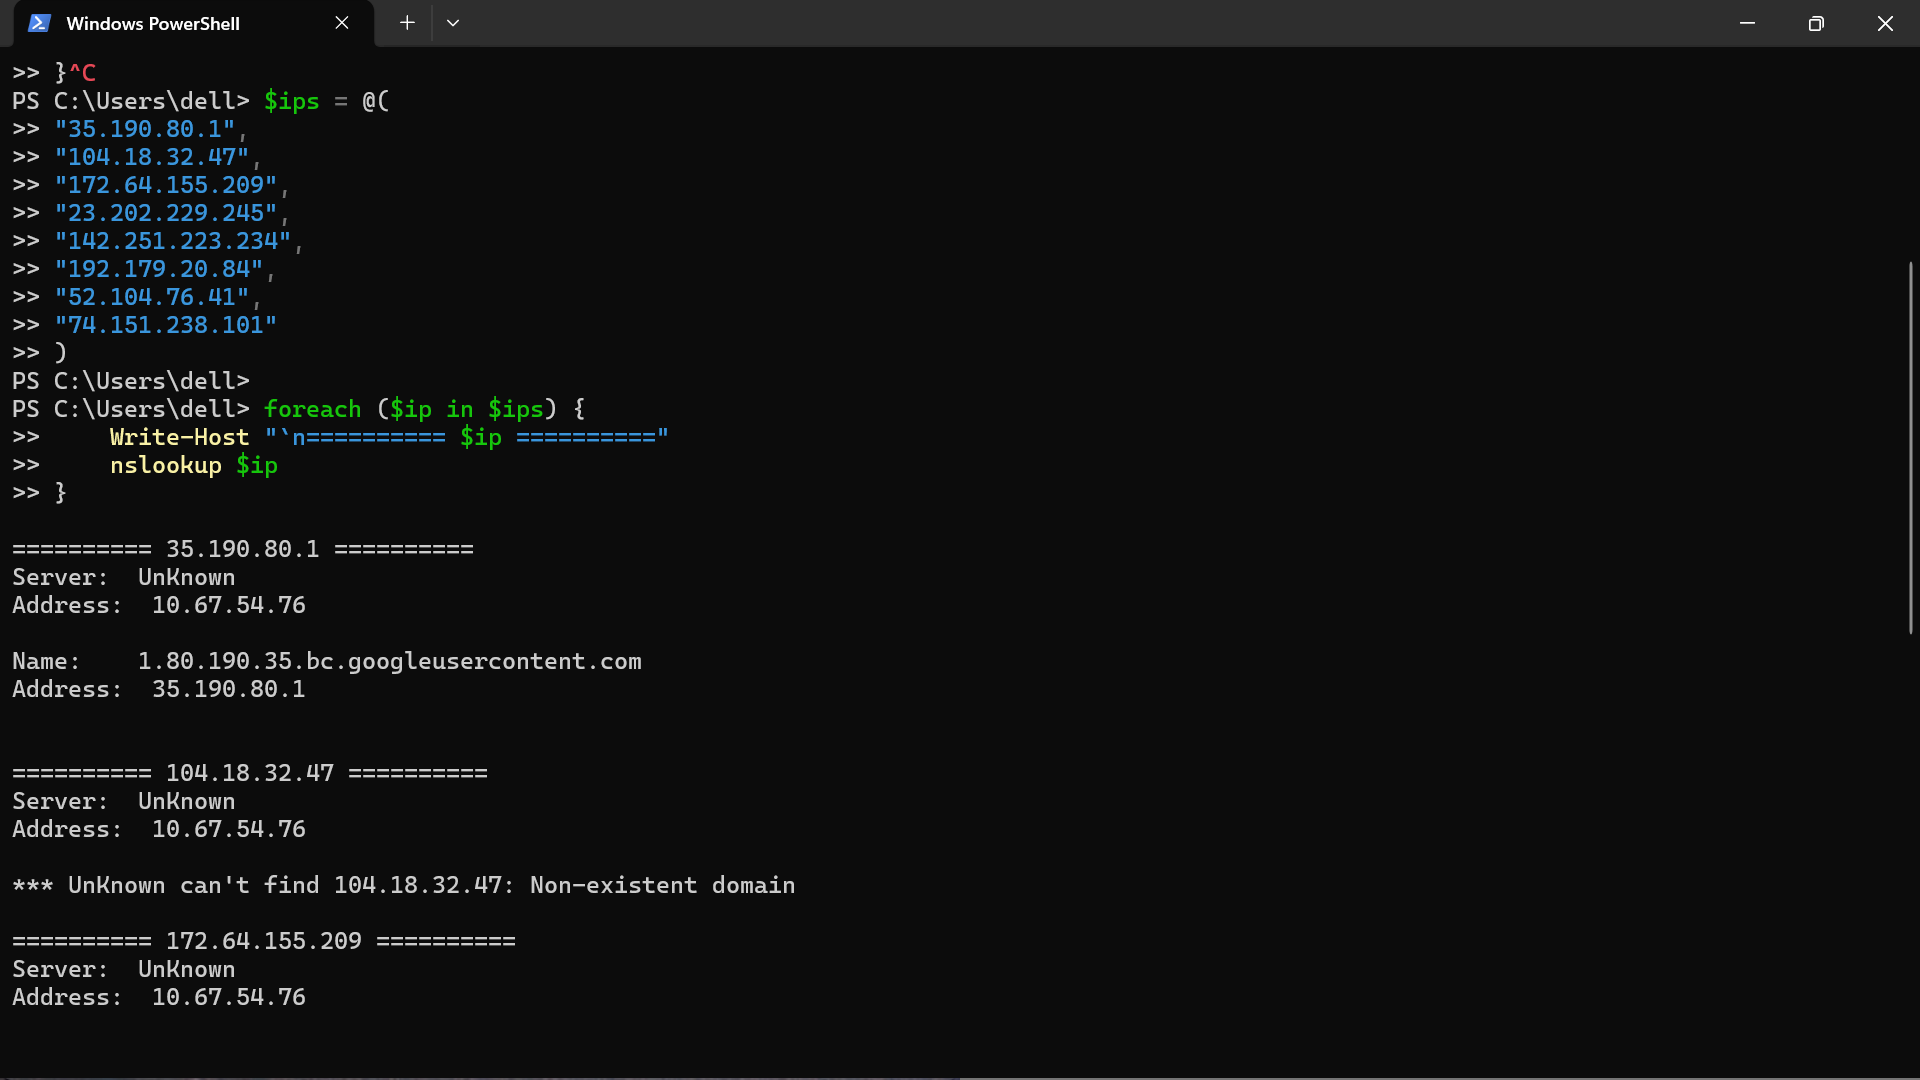 Windows PowerShell
>> }^C
PS C:\Users\dell> $ips = @(
>> "35.190.80.1",
>> "104.18.32.47",
>> "172.64.155.209",
>> "23.202.229.245",
>> "142.251.223.234",
>> "192.179.20.84",
>> "52.104.76.41",
>> "74.151.238.101"
>> )
PS C:\Users\dell>
PS C:\Users\dell> foreach ($ip in $ips) {
>>     Write-Host "`n========== $ip =========="
>>     nslookup $ip
>> }
========== 35.190.80.1 ==========
Server:  UnKnown
Address:  10.67.54.76
Name:    1.80.190.35.bc.googleusercontent.com
Address:  35.190.80.1
========== 104.18.32.47 ==========
Server:  UnKnown
Address:  10.67.54.76
*** UnKnown can't find 104.18.32.47: Non-existent domain
========== 172.64.155.209 ==========
Server:  UnKnown
Address:  10.67.54.76